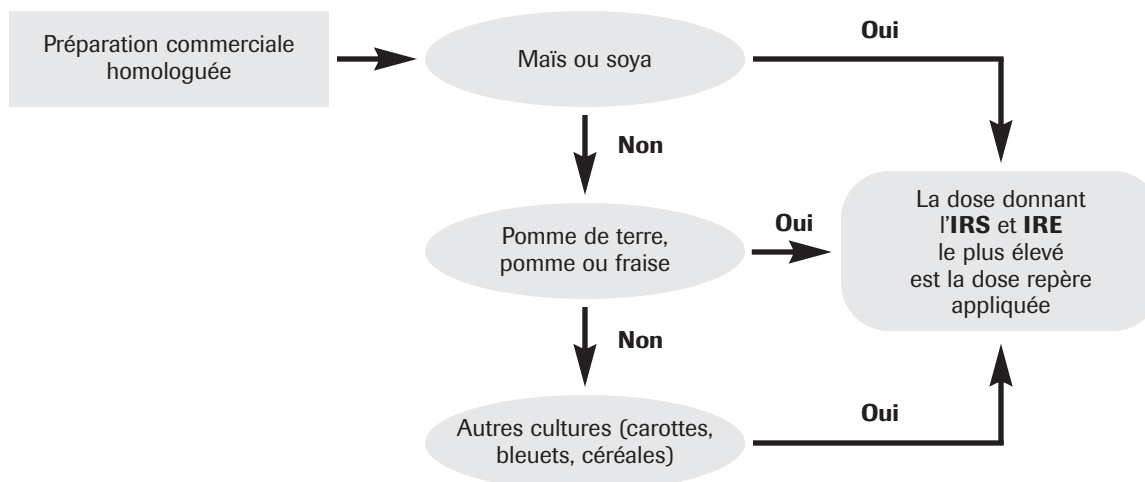 Préparation commerciale
homologuée
Maïs ou soya
Oui
Non
Pomme de terre,
pomme ou fraise
Oui
La dose donnant
l'IRS et IRE
le plus élevé
est la dose repère
appliquée
Non
Autres cultures (carottes,
bleuets, céréales)
Oui